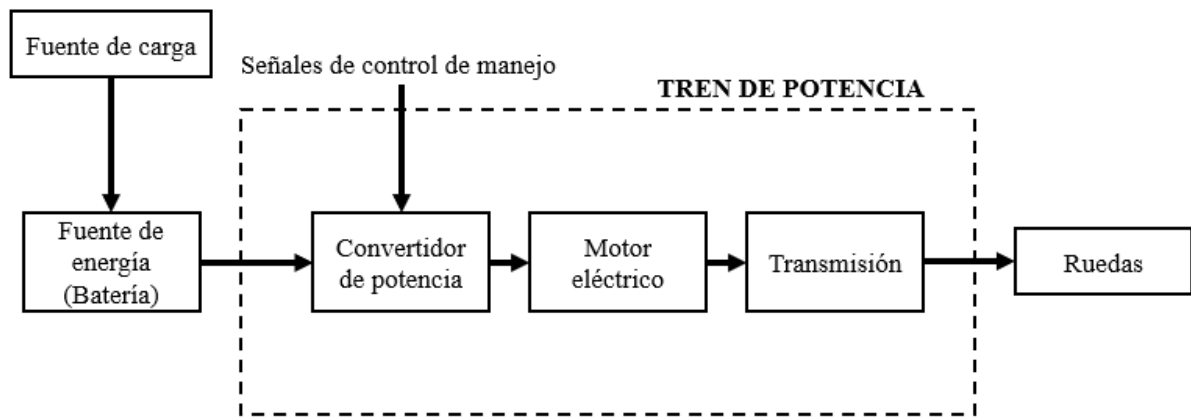 Fuente de carga
Señales de control de manejo
TREN DE POTENCIA
Fuente de
energía
(Batería)
Convertidor
de potencia
Motor
eléctrico
Transmisión
Ruedas